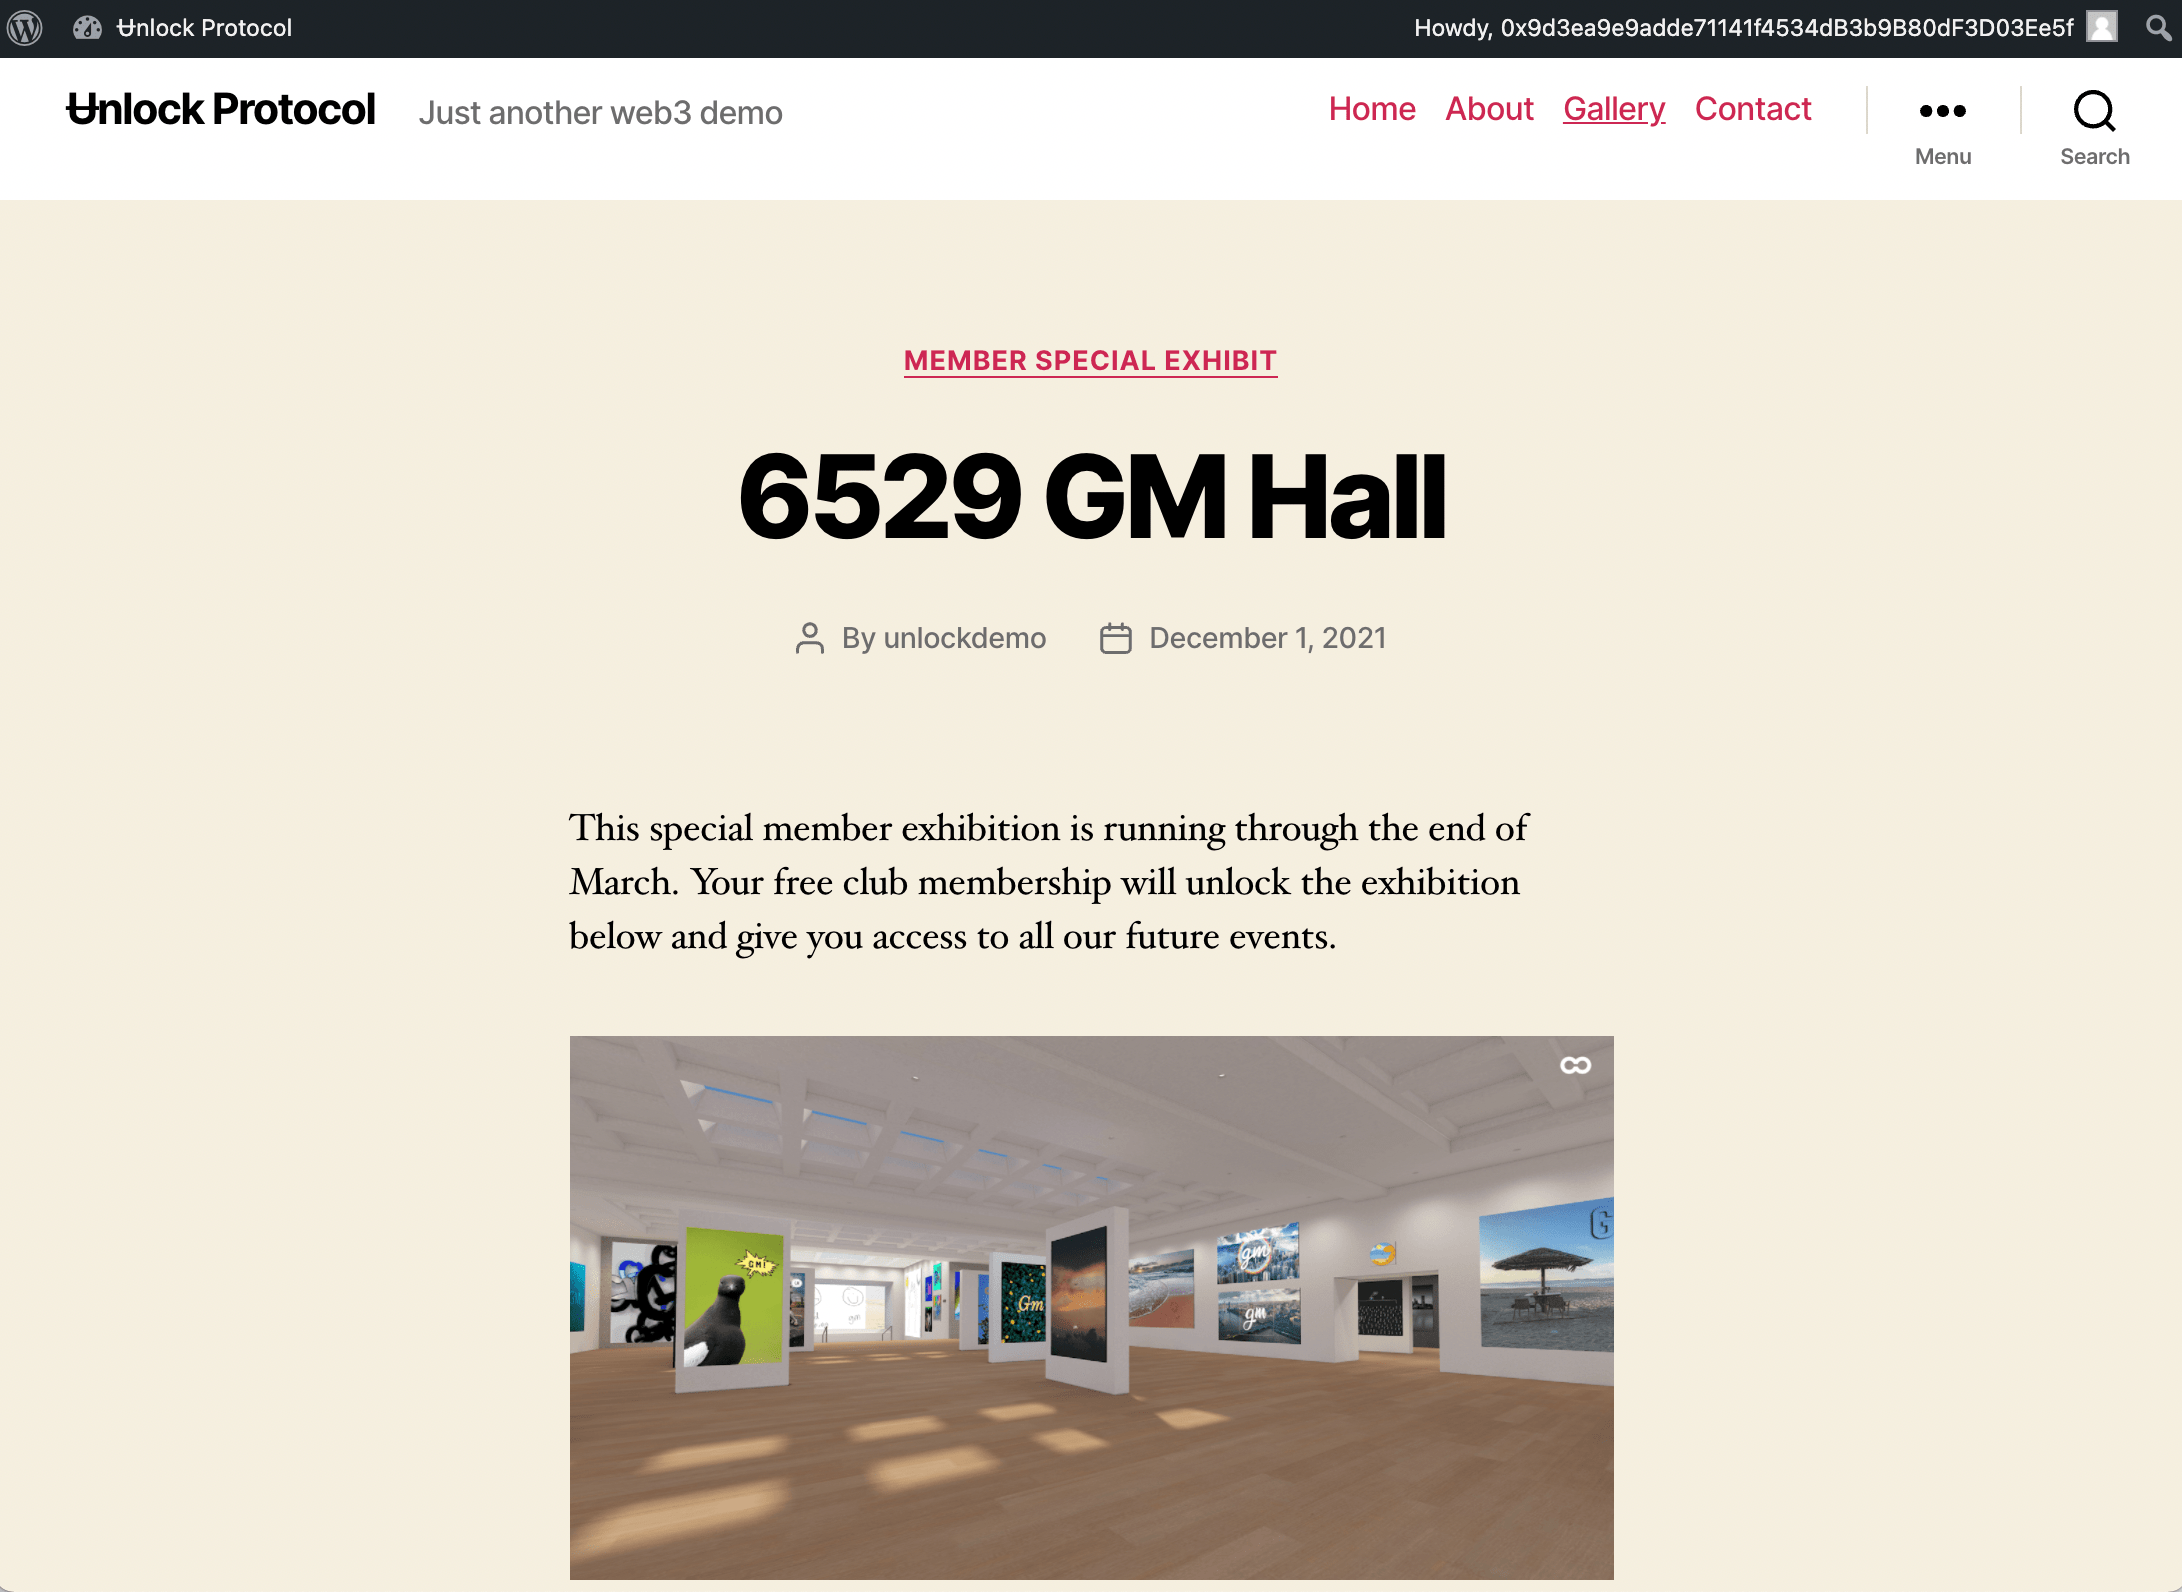 Unlock Protocol
Howdy, 0x9d3ea9e9adde71141f4534dB3b9B80dF3D03Ee5f
Unlock Protocol
Just another web3 demo
Home About Gallery Contact
Menu
Search
MEMBER SPECIAL EXHIBIT
6529 GM Hall
By unlockdemo
December 1, 2021
This special member exhibition is running through the end of
March. Your free club membership will unlock the exhibition
below and give you access to all our future events.
GM!
Gm
gm
gm
gm
G